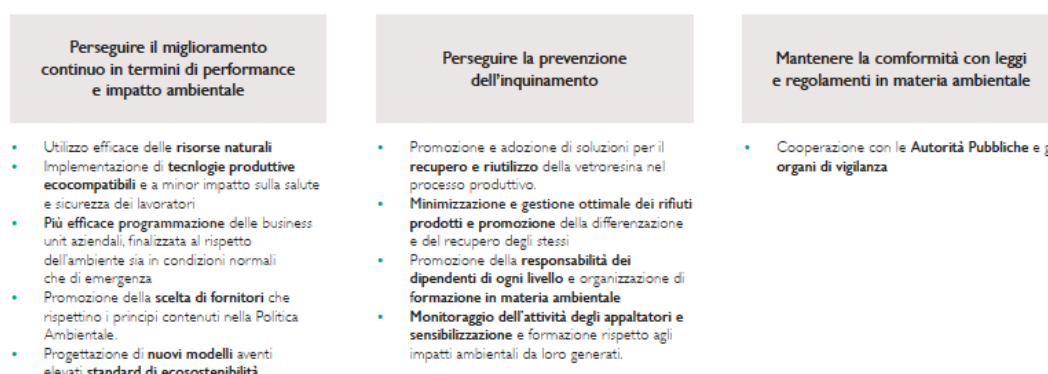 Perseguire il miglioramento
continuo in termini di performance
e impatto ambientale
• Utilizzo efficace delle risorse naturali
• Implementazione di tecnlogie produttive
ecocompatibili e a minor impatto sulla salute
e sicurezza dei lavoratori
• Più efficace programmazione delle business
unit aziendali, finalizzata al rispetto
dell'ambiente sia in condizioni normali
che di emergenza
• Promozione della scelta di fornitori che
rispettino i principi contenuti nella Politica
Ambientale.
• Progettazione di nuovi modelli aventi
elevati standard di ecosostenibilità
Perseguire la prevenzione
dell'inquinamento
• Promozione e adozione di soluzioni per il
recupero e riutilizzo della vetroresina nel
processo produttivo.
• Minimizzazione e gestione ottimale dei rifiuti
prodotti e promozione della differenzazione
e del recupero degli stessi
• Promozione della responsabilità dei
dipendenti di ogni livello e organizzazione di
formazione in materia ambientale
• Monitoraggio dell'attività degli appaltatori e
sensibilizzazione e formazione rispetto agli
impatti ambientali da loro generati.
Mantenere la comformità con leggi
e regolamenti in materia ambientale
• Cooperazione con le Autorità Pubbliche e
organi di vigilanza